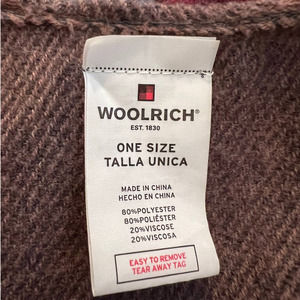 WOOLRICH®
EST. 1830
ONE SIZE
TALLA UNICA
MADE IN CHINA
HECHO EN CHINA
80%POLYESTER
80%POLIÉSTER
20%VISCOSE
20%VISCOSA
EASY TO REMOVE
TEAR AWAY TAG